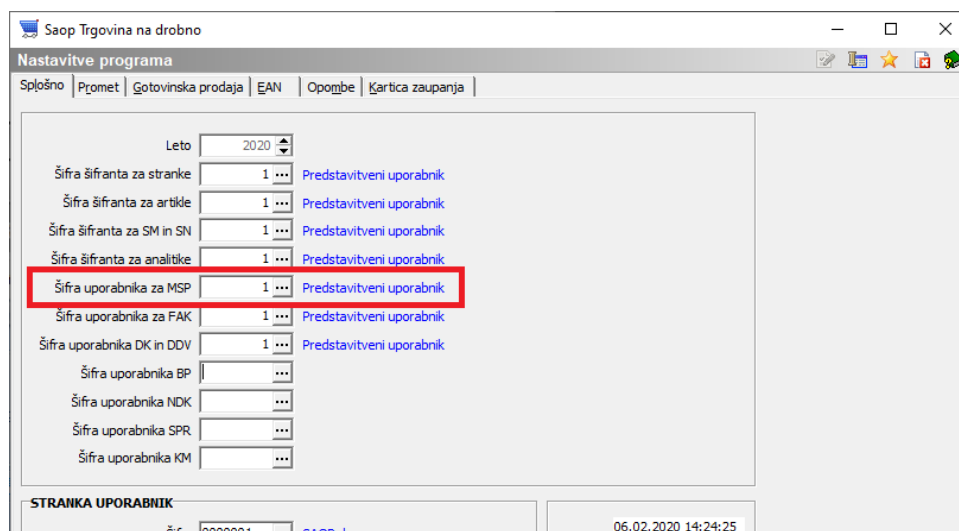 Saop Trgovina na drobno
Nastavitve programa
Splošno Promet Gotovinska prodaja EAN Opombe Kartica zaupanja
Leto 2020
Šifra šifranta za stranke 1 ... Predstavitveni uporabnik
Šifra šifranta za artikle 1 ... Predstavitveni uporabnik
Šifra šifranta za SM in SN 1 ... Predstavitveni uporabnik
Šifra šifranta za analitike 1 ... Predstavitveni uporabnik
Šifra uporabnika za MSP 1 ... Predstavitveni uporabnik
Šifra uporabnika za FAK 1 ... Predstavitveni uporabnik
Šifra uporabnika DK in DDV 1 ... Predstavitveni uporabnik
Šifra uporabnika BP ...
Šifra uporabnika NDK ...
Šifra uporabnika SPR ...
Šifra uporabnika KM ...
STRANKA UPORABNIK
06.02.2020 14:24:25